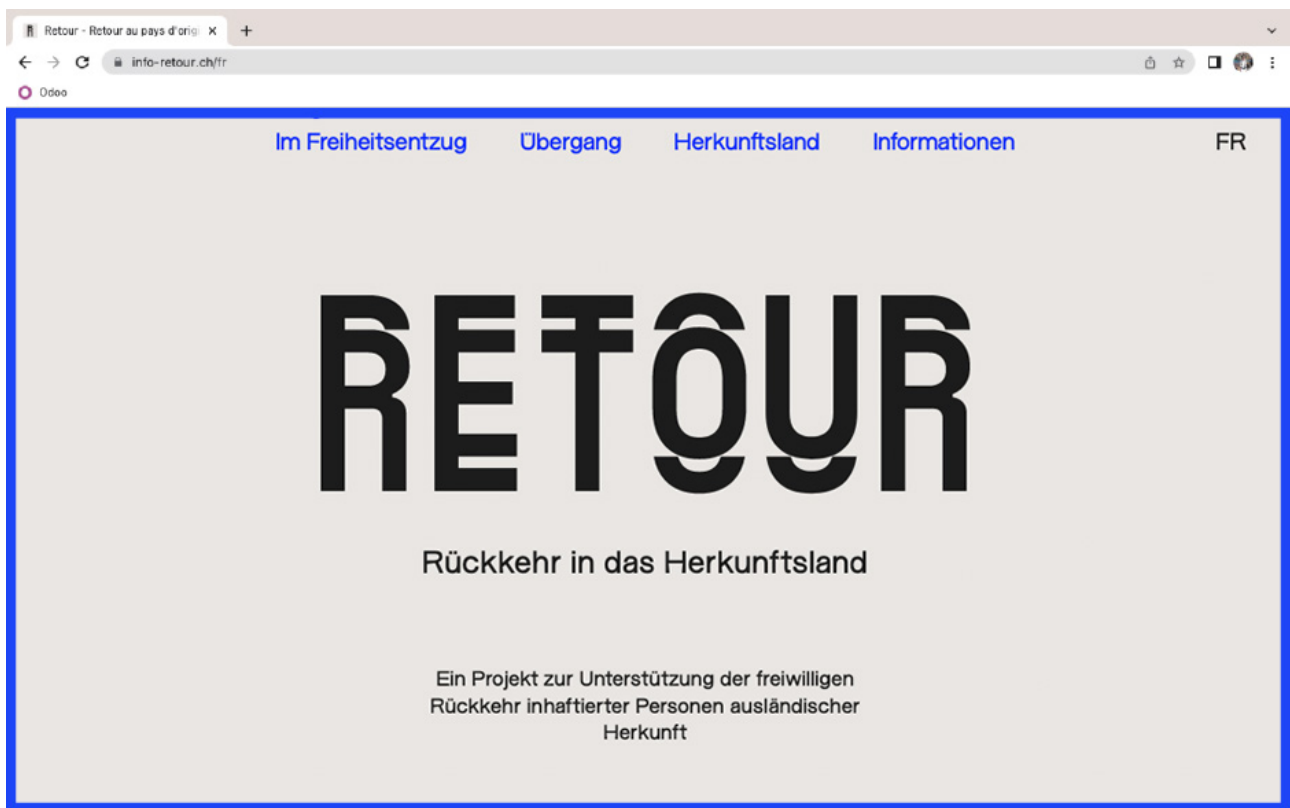 Retour - Retour au pays d'origi
info-retour.ch/fr
Odoo
Im Freiheitsentzug Übergang Herkunftsland Informationen FR
RETOUR
Rückkehr in das Herkunftsland
Ein Projekt zur Unterstützung der freiwilligen
Rückkehr inhaftierter Personen ausländischer
Herkunft